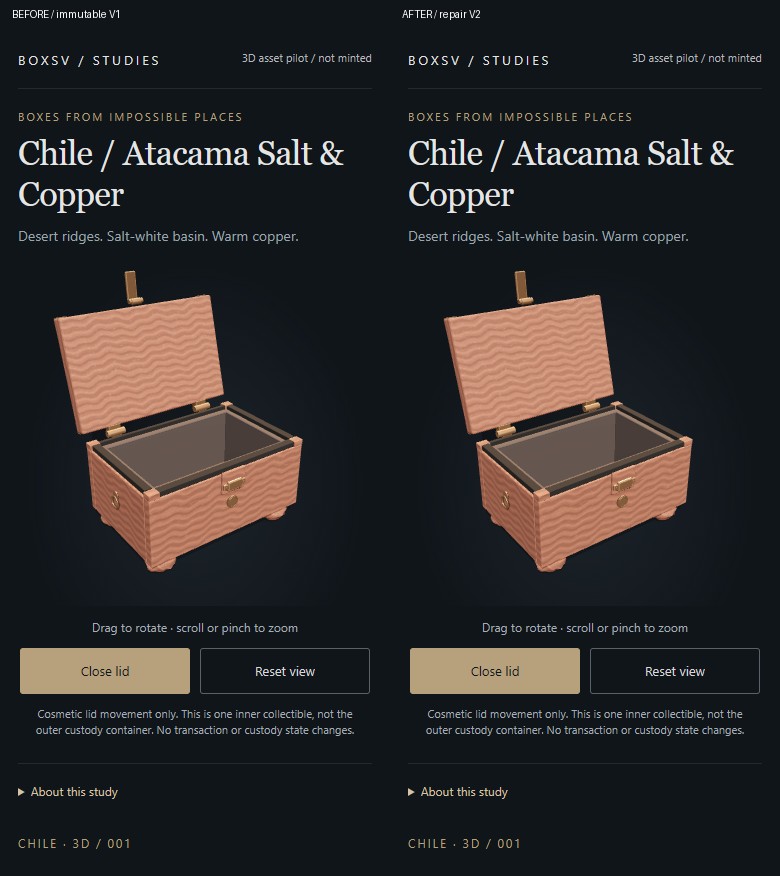 BEFORE / immutable V1
BOXSV / STUDIES
3D asset pilot / not minted
BOXES FROM IMPOSSIBLE PLACES
Chile / Atacama Salt &
Copper
Desert ridges. Salt-white basin. Warm copper.
Drag to rotate · scroll or pinch to zoom
Close lid
Reset view
Cosmetic lid movement only. This is one inner collectible, not the
outer custody container. No transaction or custody state changes.
▶ About this study
CHILE · 3D / 001
AFTER / repair V2
BOXSV / STUDIES
3D asset pilot / not minted
BOXES FROM IMPOSSIBLE PLACES
Chile / Atacama Salt &
Copper
Desert ridges. Salt-white basin. Warm copper.
Drag to rotate · scroll or pinch to zoom
Close lid
Reset view
Cosmetic lid movement only. This is one inner collectible, not the
outer custody container. No transaction or custody state changes.
▶ About this study
CHILE · 3D / 001